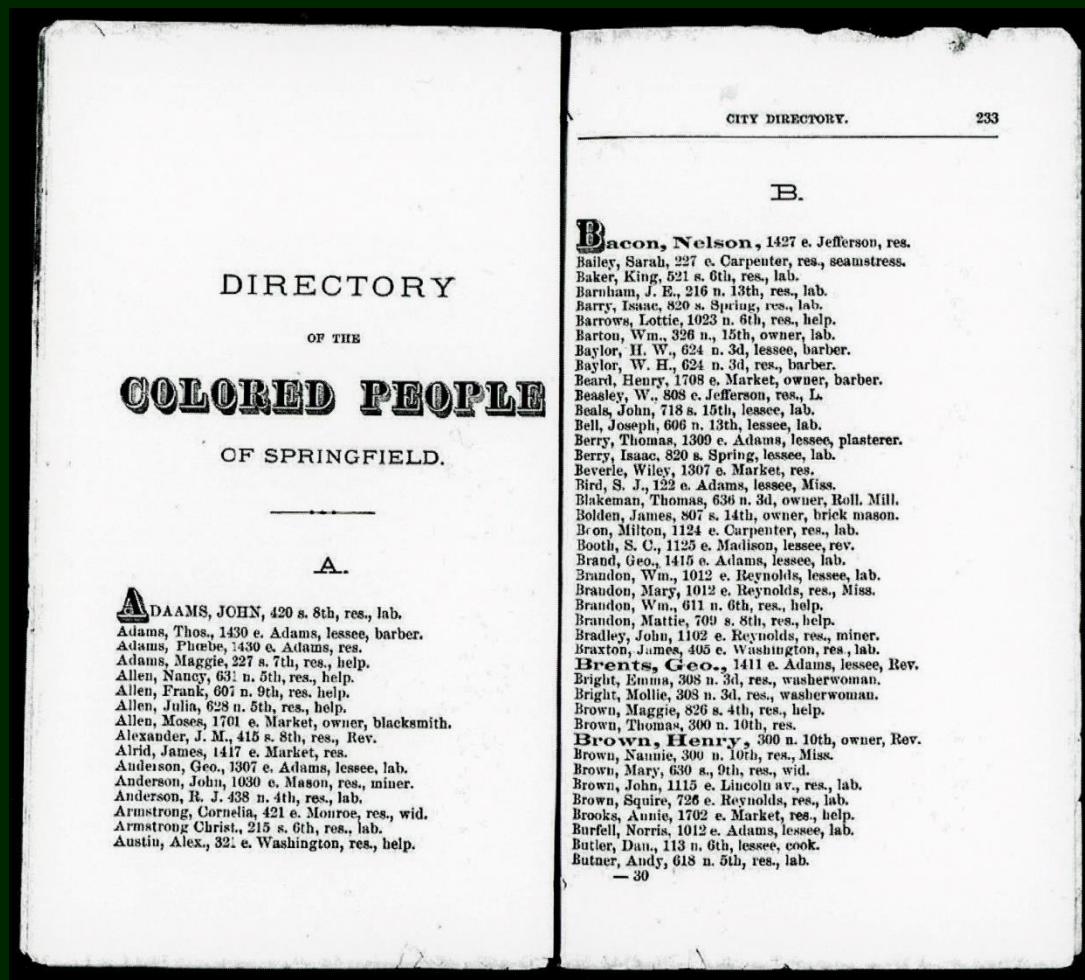 DIRECTORY
OF THE
COLORED PEOPLE
OF SPRINGFIELD.
A.
ADAAMS, JOHN, 420 s. 8th, res., lab.
Adams, Thos., 1430 e. Adams, lessee, barber.
Adams, Phœbe, 1430 e. Adams, res.
Adams, Maggie, 227 s. 7th, res., help.
Allen, Nancy, 631 n. 5th, res., help.
Allen, Frank, 607 n. 9th, res. help.
Allen, Julia, 628 n. 5th, res., help.
Allen, Moses, 1701 e. Market, owner, blacksmith.
Alexander, J. M., 415 s. 8th, res., Rev.
Alrid, James, 1417 e. Market, res.
Anderson, Geo., 1307 e. Adams, lessee, lab.
Anderson, John, 1030 e. Mason, res., miner.
Anderson, R. J. 438 n. 4th, res., lab.
Armstrong, Cornelia, 421 e. Monroe, res., wid.
Armstrong Christ., 215 s. 6th, res., lab.
Austin, Alex., 321 e. Washington, res., help.
CITY DIRECTORY. 233
B.
Bacon, Nelson, 1427 e. Jefferson, res.
Bailey, Sarah, 227 e. Carpenter, res., seamstress.
Baker, King, 521 s. 6th, res., lab.
Barnham, J. E., 216 n. 13th, res., lab.
Barry, Isaac, 820 s. Spring, res., lab.
Barrows, Lottie, 1023 n. 6th, res., help.
Barton, Wm., 326 n., 15th, owner, lab.
Baylor, H. W., 624 n. 3d, lessee, barber.
Baylor, W. H., 624 n. 3d, res., barber.
Beard, Henry, 1708 e. Market, owner, barber.
Beasley, W., 808 e. Jefferson, res., L.
Beals, John, 718 s. 15th, lessee, lab.
Bell, Joseph, 606 n. 13th, lessee, lab.
Berry, Thomas, 1309 e. Adams, lessee, plasterer.
Berry, Isaac, 820 s. Spring, lessee, lab.
Beverle, Wiley, 1307 e. Market, res.
Bird, S. J., 122 e. Adams, lessee, Miss.
Blakeman, Thomas, 636 n. 3d, owner, Roll. Mill.
Bolden, James, 807 s. 14th, owner, brick mason.
Bron, Milton, 1124 e. Carpenter, res., lab.
Booth, S. C., 1125 e. Madison, lessee, rev.
Brand, Geo., 1415 e. Adams, lessee, lab.
Brandon, Wm., 1012 e. Reynolds, lessee, lab.
Brandon, Mary, 1012 e. Reynolds, res., Miss.
Brandon, Wm., 611 n. 6th, res., help.
Brandon, Mattie, 709 s. 8th, res., help.
Bradley, John, 1102 e. Reynolds, res., miner.
Braxton, James, 405 e. Washington, res., lab.
Brents, Geo., 1411 e. Adams, lessee, Rev.
Bright, Emma, 308 n. 3d, res., washerwoman.
Bright, Mollie, 308 n. 3d. res., washerwoman.
Brown, Maggie, 826 s. 4th, res., help.
Brown, Thomas, 300 n. 10th, res.
Brown, Henry, 300 n. 10th, owner, Rev.
Brown, Nannie, 300 n. 10th, res., Miss.
Brown, Mary, 630 s., 9th, res., wid.
Brown, John, 1115 e. Lincoln av., res., lab.
Brown, Squire, 726 e. Reynolds, res., lab.
Brooks, Annie, 1702 e. Market, res., help.
Burfell, Norris, 1012 e. Adams, lessee, lab.
Butler, Dan., 113 n. 6th, lessee, cook.
Butner, Andy, 618 n. 5th, res., lab.
— 30